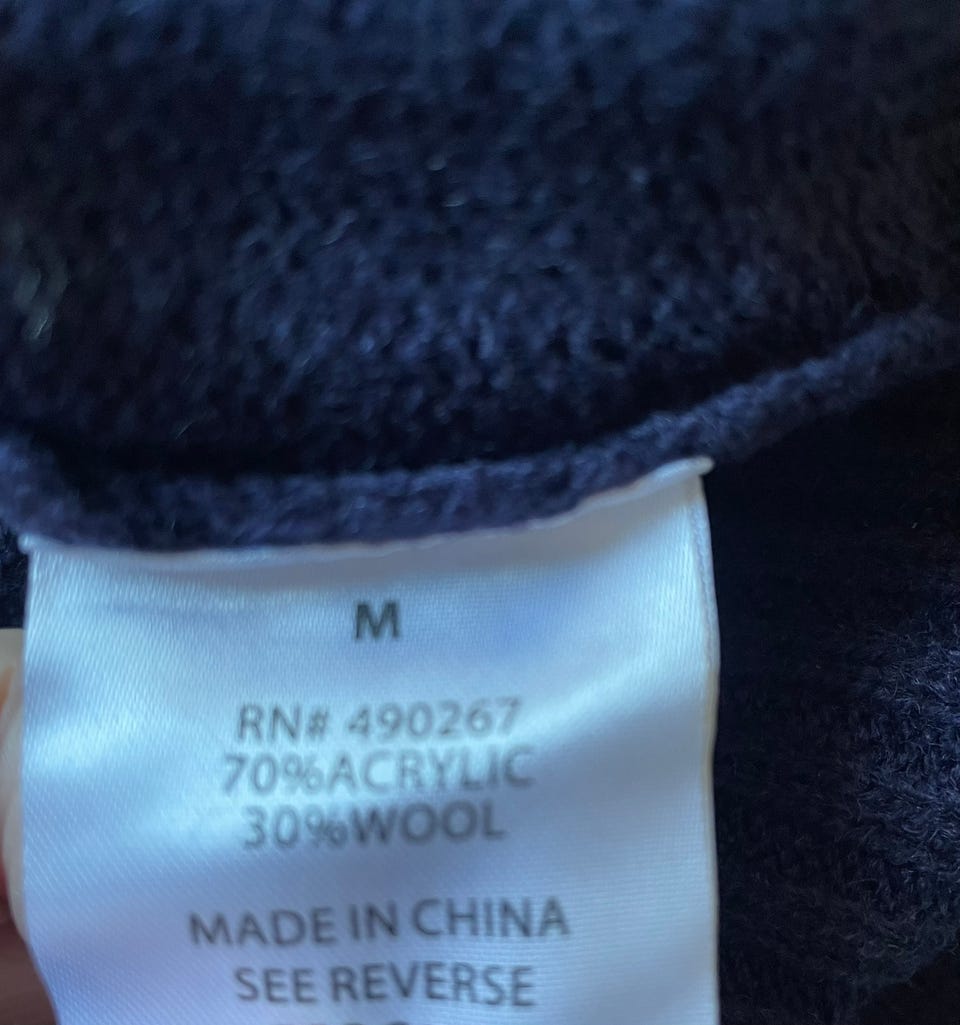 M
RN# 490267
70%ACRYLIC
30%WOOL
MADE IN CHINA
SEE REVERSE